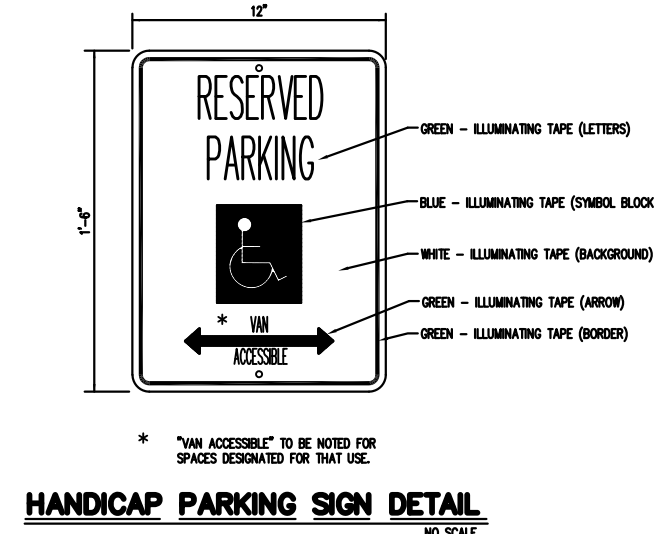 12"
RESERVED
PARKING
1'-6"
* VAN
ACCESSIBLE
GREEN - ILLUMINATING TAPE (LETTERS)
BLUE - ILLUMINATING TAPE (SYMBOL BLOCK
WHITE - ILLUMINATING TAPE (BACKGROUND)
GREEN - ILLUMINATING TAPE (ARROW)
GREEN - ILLUMINATING TAPE (BORDER)
* "VAN ACCESSIBLE" TO BE NOTED FOR
SPACES DESIGNATED FOR THAT USE.
HANDICAP PARKING SIGN DETAIL
NO SCALE